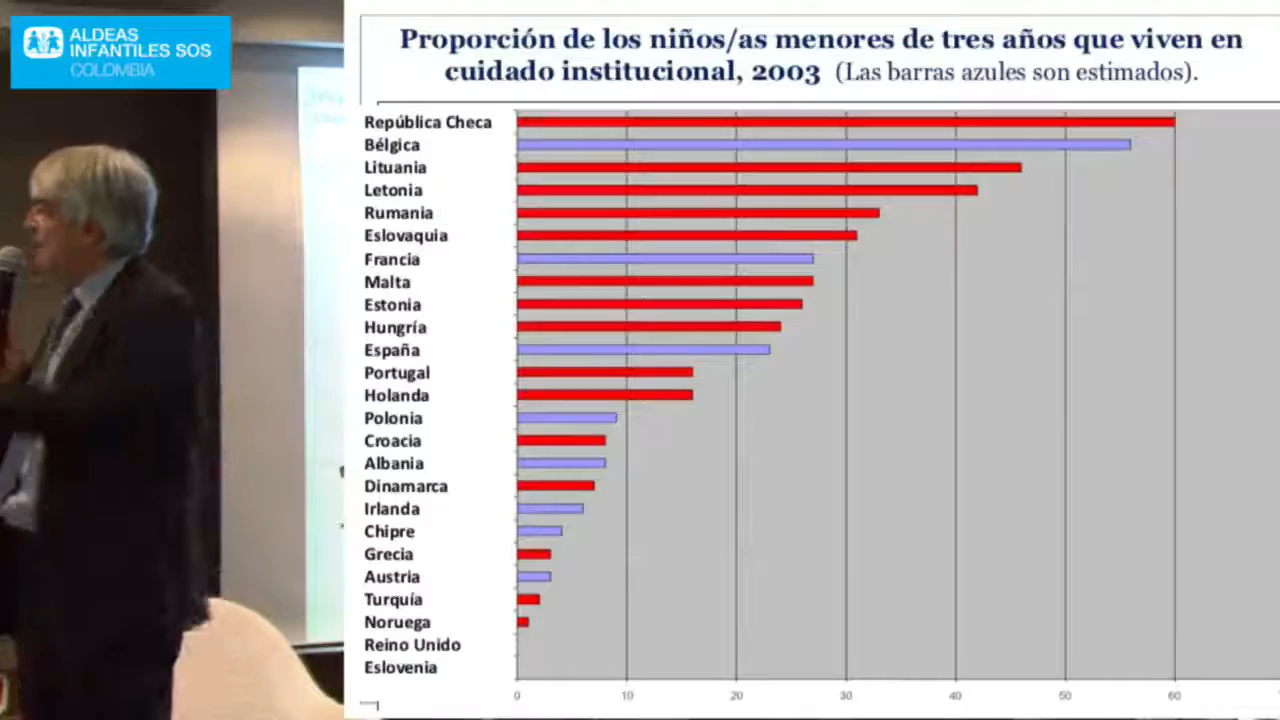 ALDEAS
INFANTILES SOS
COLOMBIA
Proporción de los niños/as menores de tres años que viven en
cuidado institucional, 2003 (Las barras azules son estimados).
República Checa
Bélgica
Lituania
Letonia
Rumania
Eslovaquia
Francia
Malta
Estonia
Hungría
España
Portugal
Holanda
Polonia
Croacia
Albania
Dinamarca
Irlanda
Chipre
Grecia
Austria
Turquía
Noruega
Reino Unido
Eslovenia
0 10 20 30 40 50 60